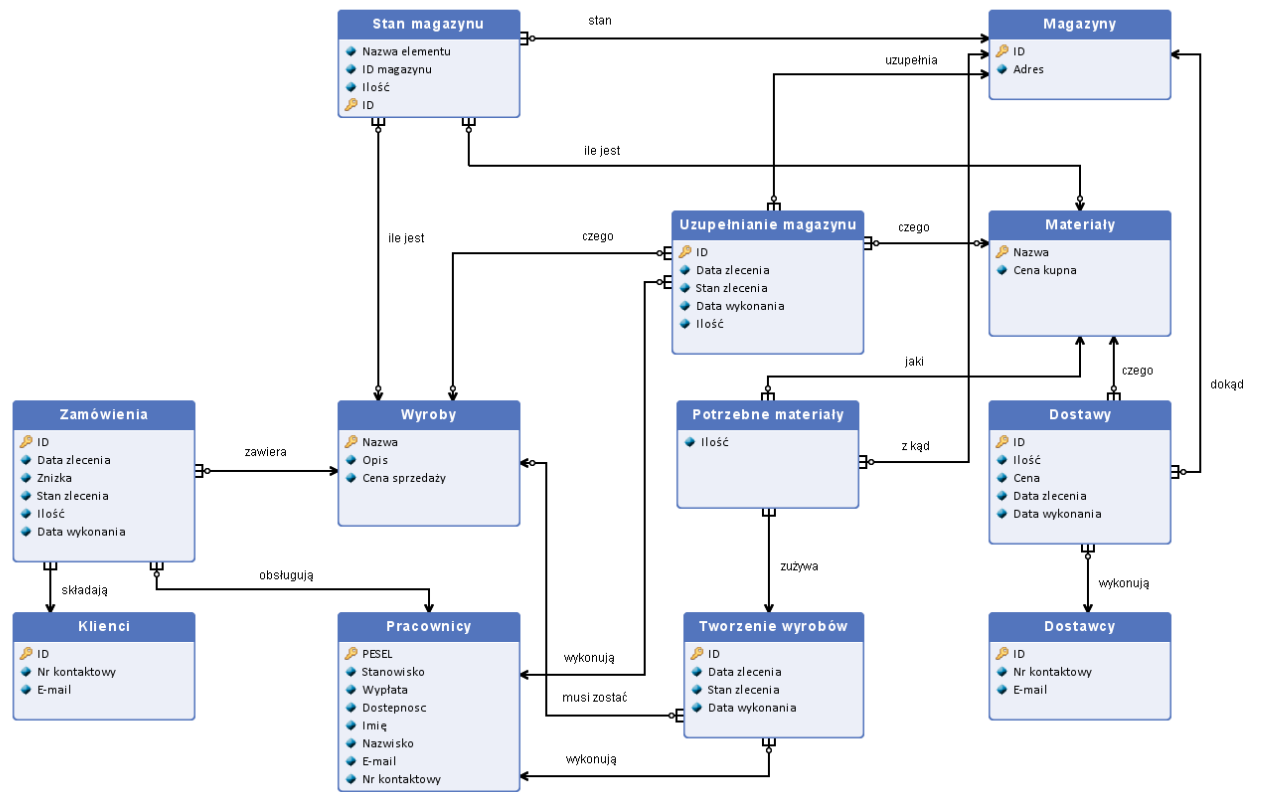 stan
Stan magazynu
Nazwa elementu
ID magazynu
Ilość
ID
Magazyny
ID
Adres
uzupełnia
ile jest
ile jest
Uzupełnianie magazynu
ID
Data zlecenia
Stan zlecenia
Data wykonania
Ilość
czego
czego
Materiały
Nazwa
Cena kupna
jaki
czego
dokąd
Zamówienia
ID
Data zlecenia
Znizka
Stan zlecenia
Ilość
Data wykonania
zawiera
Wyroby
Nazwa
Opis
Cena sprzedaży
Potrzebne materiały
Ilość
z kąd
Dostawy
ID
Ilość
Cena
Data zlecenia
Data wykonania
składają
obsługują
zużywa
wykonują
Klienci
ID
Nr kontaktowy
E-mail
Pracownicy
PESEL
Stanowisko
Wypłata
Dostepnosc
Imię
Nazwisko
E-mail
Nr kontaktowy
wykonują
musi zostać
wykonują
Tworzenie wyrobów
ID
Data zlecenia
Stan zlecenia
Data wykonania
Dostawcy
ID
Nr kontaktowy
E-mail